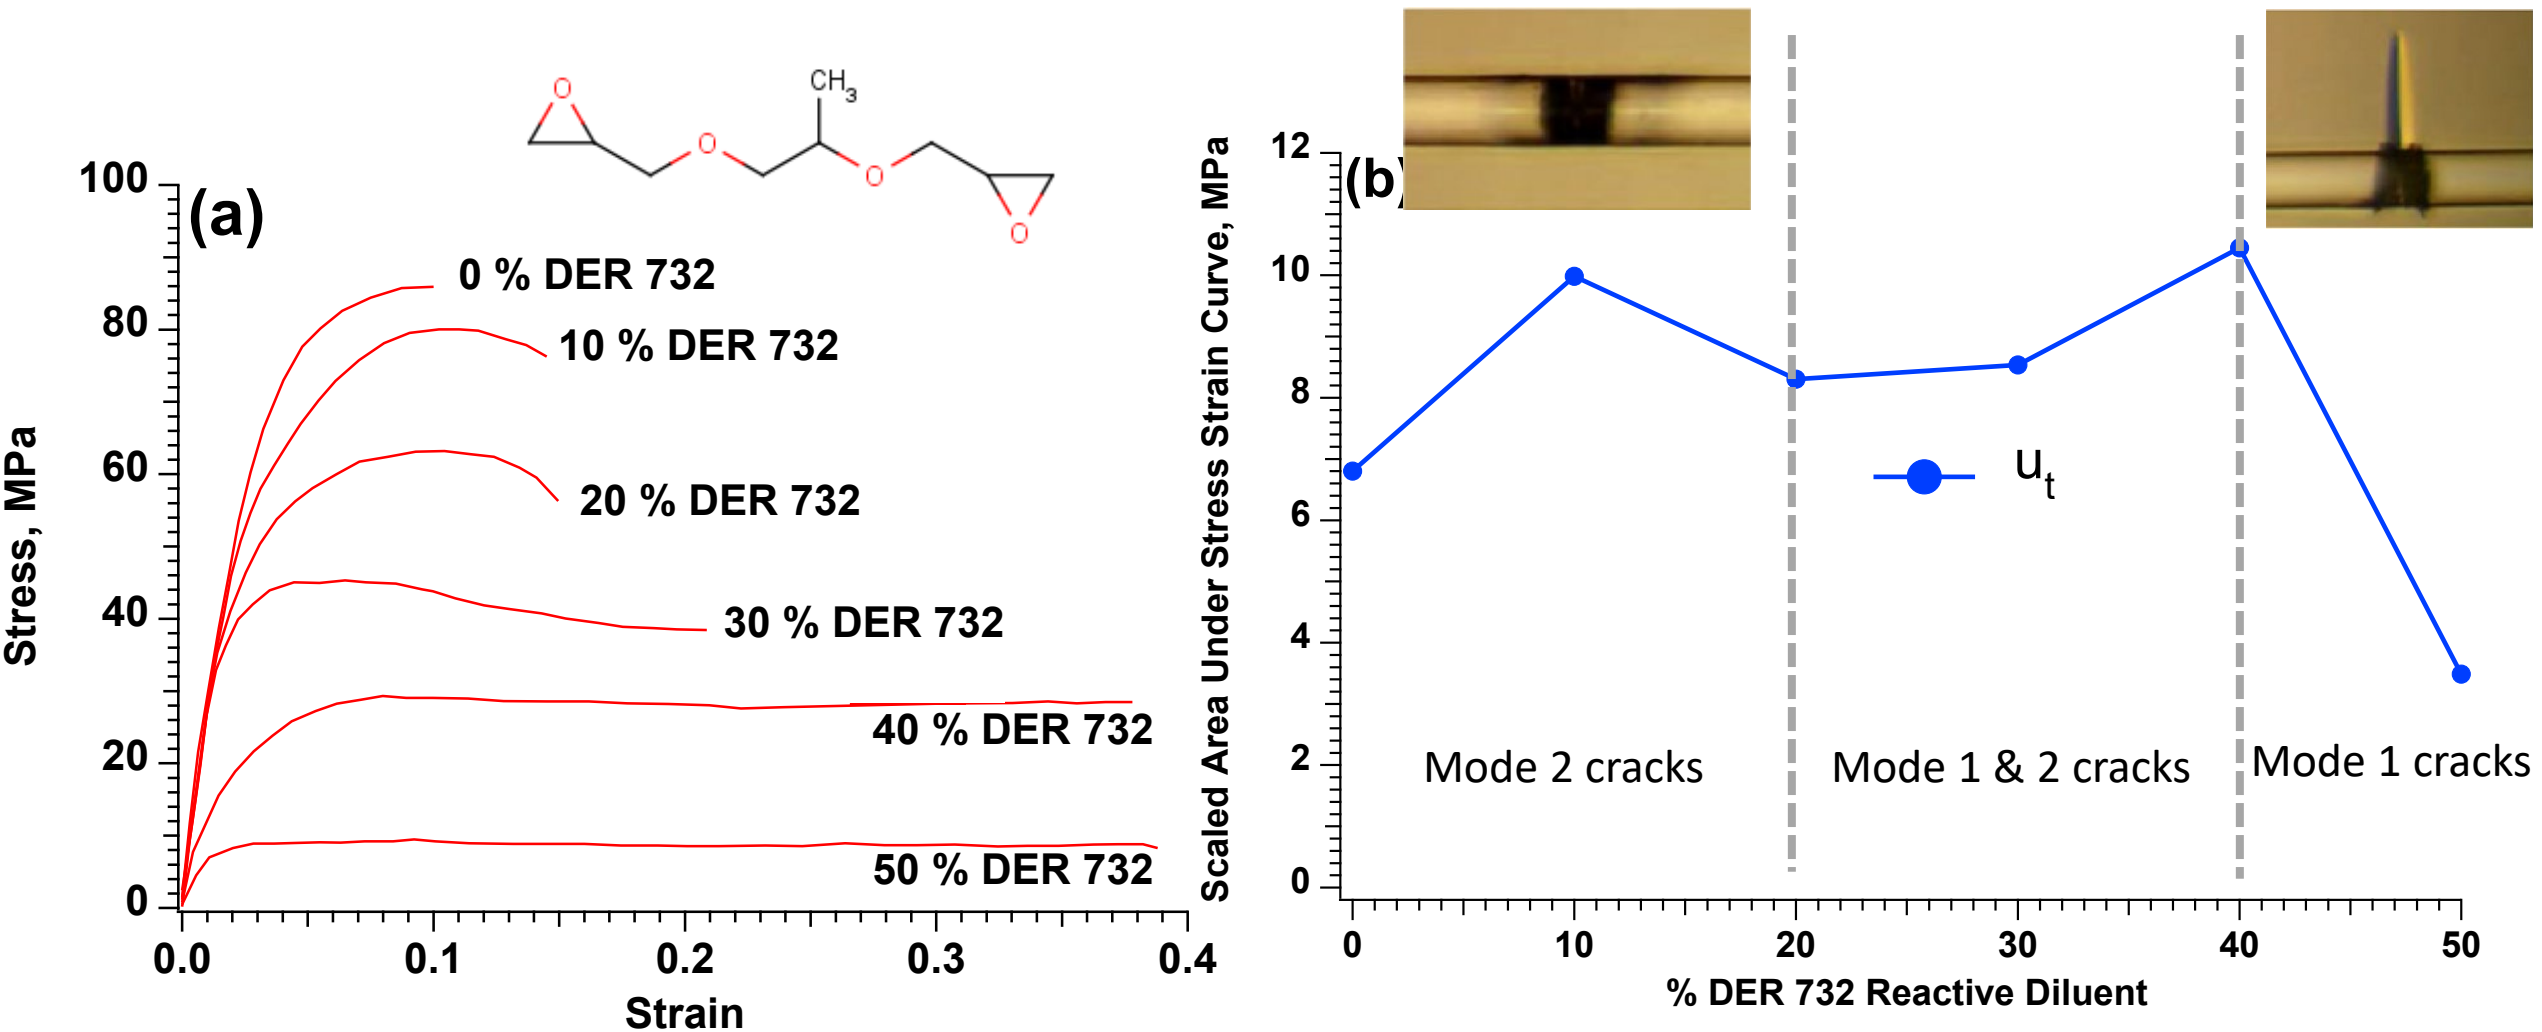 (a)
O
O
CH3
O
O
100
80
60
40
20
0
Stress, MPa
0 % DER 732
10 % DER 732
20 % DER 732
30 % DER 732
40 % DER 732
50 % DER 732
0.0 0.1 0.2 0.3 0.4
Strain
(b)
12
10
8
6
4
2
0
Scaled Area Under Stress Strain Curve, MPa
ut
Mode 2 cracks
Mode 1 & 2 cracks
Mode 1 cracks
0 10 20 30 40 50
% DER 732 Reactive Diluent